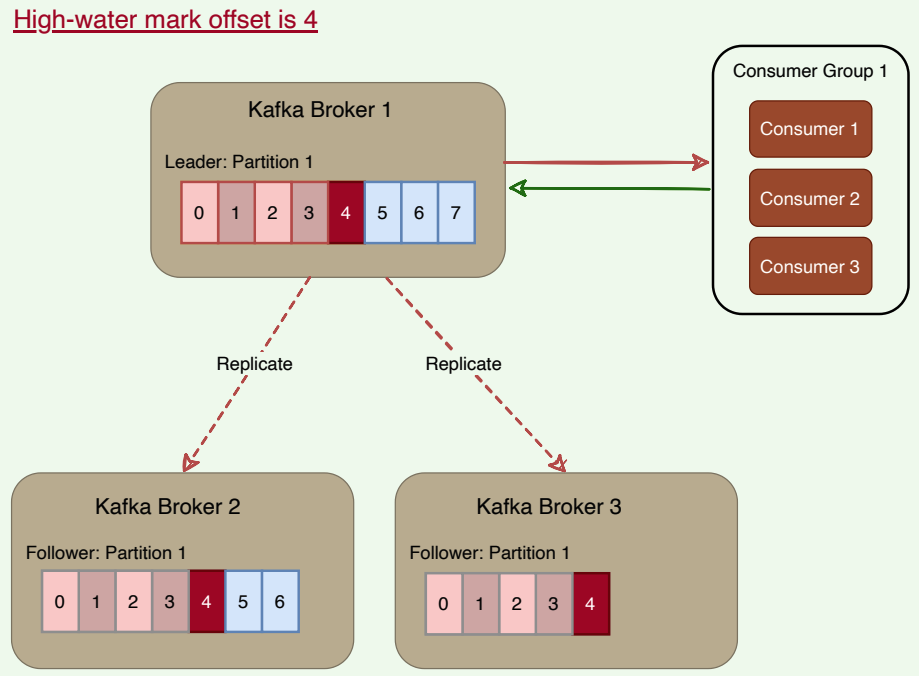 High-water mark offset is 4
Kafka Broker 1
Leader: Partition 1
0 1 2 3 4 5 6 7
Consumer Group 1
Consumer 1
Consumer 2
Consumer 3
Replicate
Replicate
Kafka Broker 2
Follower: Partition 1
0 1 2 3 4 5 6
Kafka Broker 3
Follower: Partition 1
0 1 2 3 4